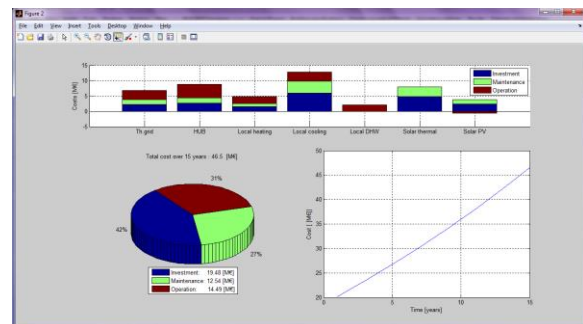 Figure 2
File Edit View Insert Tools Desktop Window Help
Costs [M€]
15
10
5
0
-5
Investment
Maintenance
Operation
Th.grid HUB Local heating Local cooling Local DHW Solar thermal Solar PV
Total cost over 15 years : 46.5 [M€]
31%
42%
27%
Investment: 19.48 [M€]
Maintenance: 12.54 [M€]
Operation: 14.49 [M€]
Cost [ [M€]
50
45
40
35
30
25
20
0 5 10 15
Time [years]